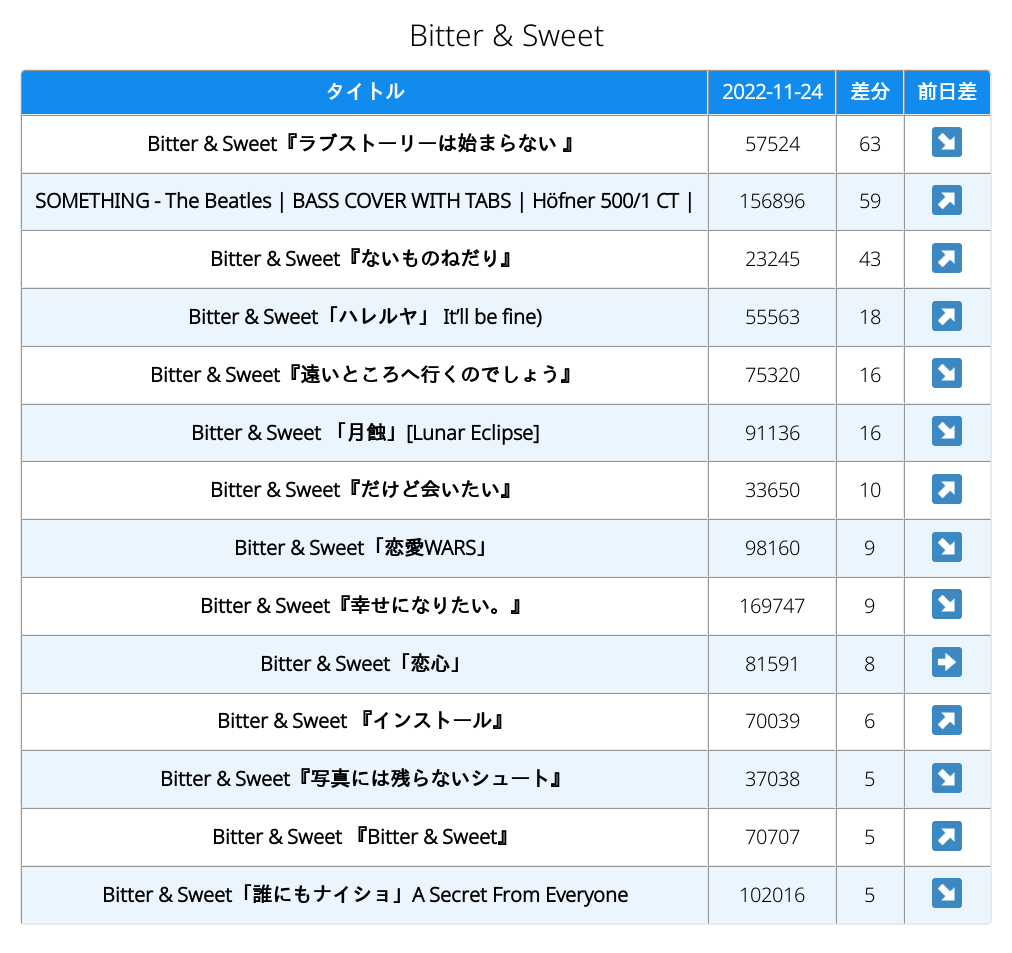 Bitter & Sweet
タイトル 2022-11-24 差分 前日差
Bitter & Sweet『ラブストーリーは始まらない 』 57524 63
SOMETHING - The Beatles | BASS COVER WITH TABS | Höfner 500/1 CT | 156896 59
Bitter & Sweet『ないものねだり』 23245 43
Bitter & Sweet「ハレルヤ」 It’ll be fine) 55563 18
Bitter & Sweet『遠いところへ行くのでしょう』 75320 16
Bitter & Sweet 「月蝕」[Lunar Eclipse] 91136 16
Bitter & Sweet『だけど会いたい』 33650 10
Bitter & Sweet「恋愛WARS」 98160 9
Bitter & Sweet『幸せになりたい。』 169747 9
Bitter & Sweet「恋心」 81591 8
Bitter & Sweet 『インストール』 70039 6
Bitter & Sweet『写真には残らないシュート』 37038 5
Bitter & Sweet 『Bitter & Sweet』 70707 5
Bitter & Sweet「誰にもナイショ」A Secret From Everyone 102016 5